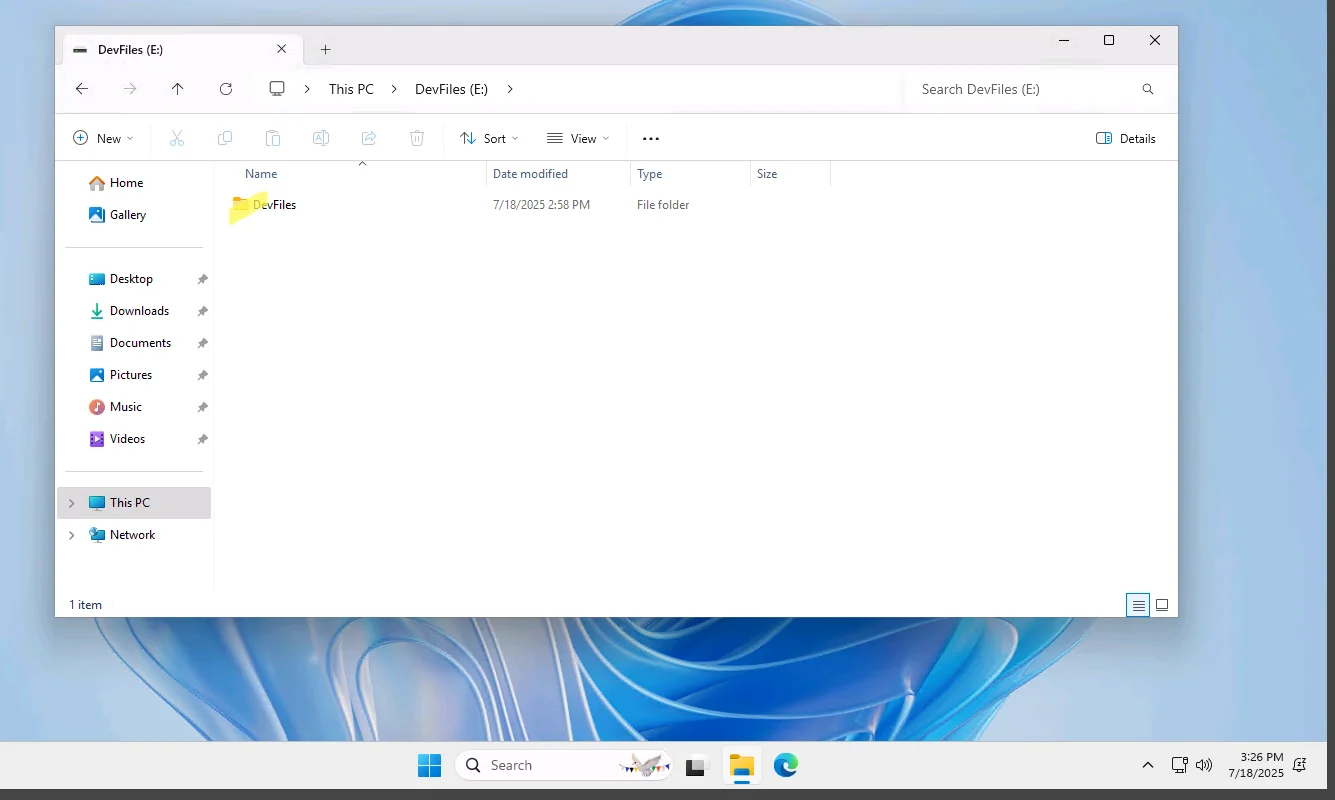 DevFiles (E:)
This PC
DevFiles (E:)
Search DevFiles (E:)
New
Sort
View
Details
Name
Date modified
Type
Size
DevFiles
7/18/2025 2:58 PM
File folder
Home
Gallery
Desktop
Downloads
Documents
Pictures
Music
Videos
This PC
Network
1 item
Search
3:26 PM
7/18/2025